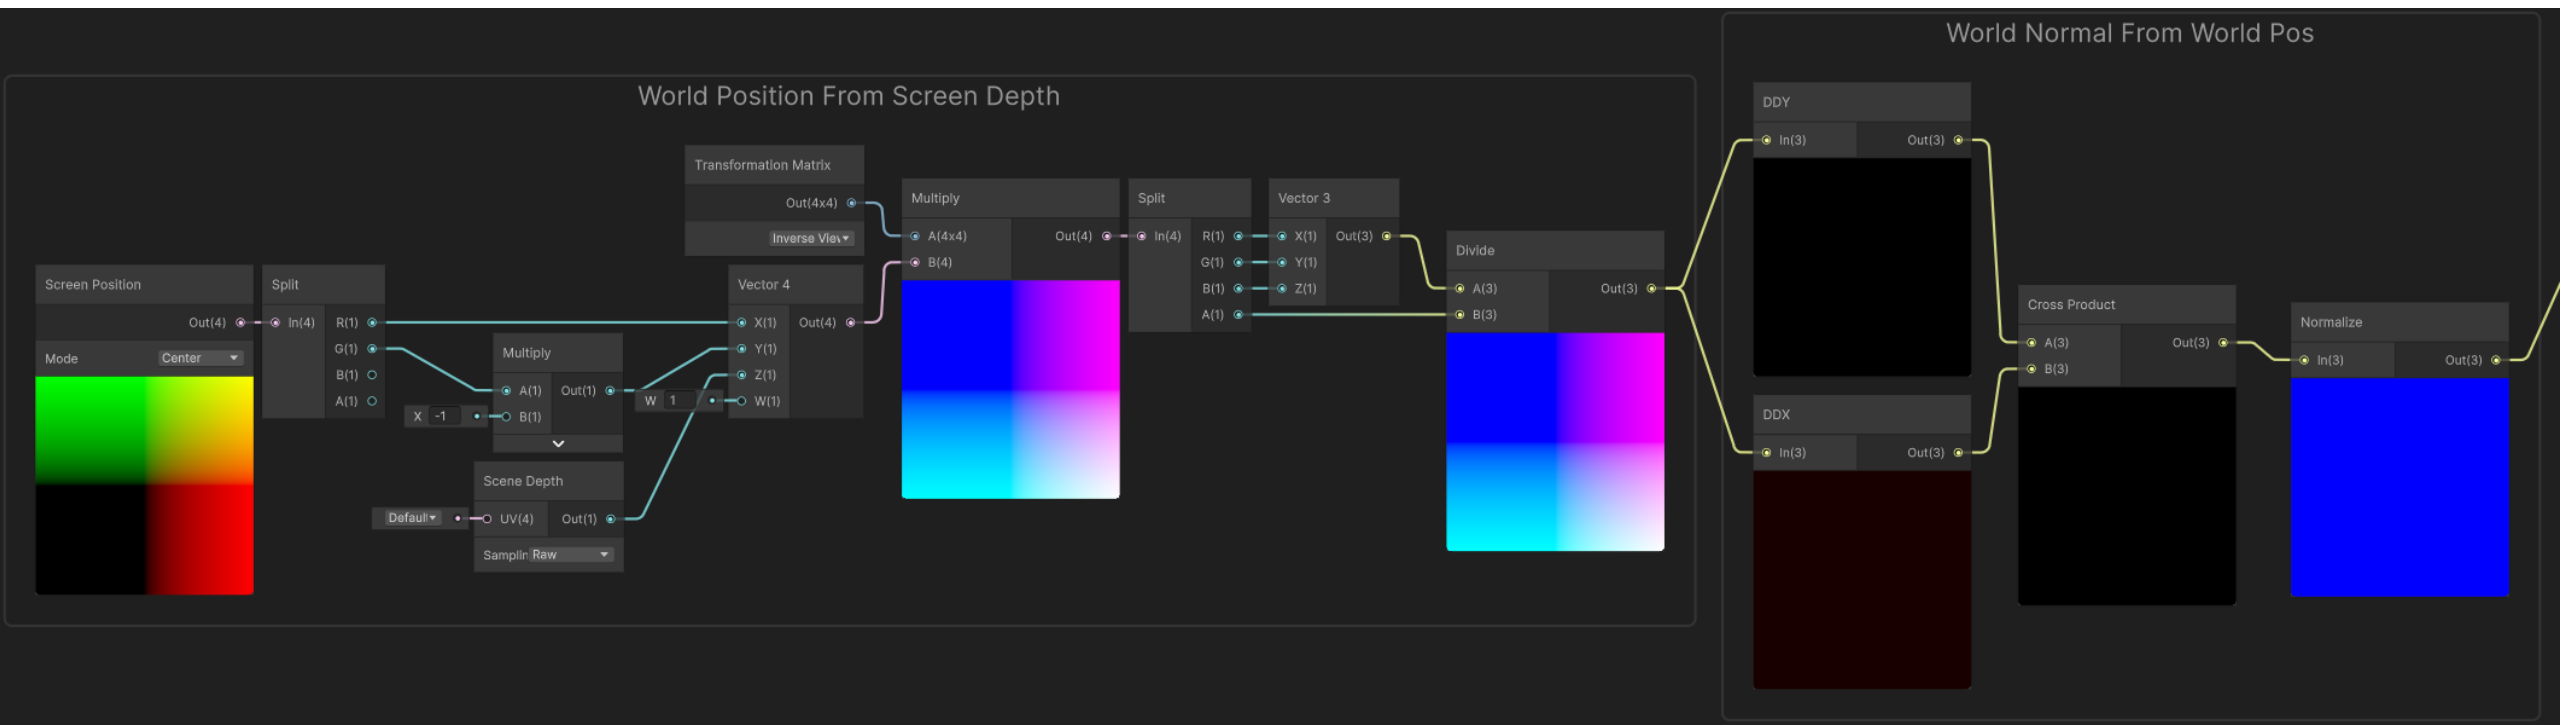 World Normal From World Pos
World Position From Screen Depth
Screen Position
Out(4)
Mode
Center
Split
In(4)
R(1)
G(1)
B(1)
A(1)
X -1
Multiply
A(1)
Out(1)
B(1)
Scene Depth
Default
UV(4)
Out(1)
Samplin
Raw
W 1
Transformation Matrix
Out(4x4)
Inverse Viev
Vector 4
X(1)
Out(4)
Y(1)
Z(1)
W(1)
Multiply
A(4x4)
Out(4)
B(4)
Split
In(4)
R(1)
G(1)
B(1)
A(1)
Vector 3
X(1)
Out(3)
Y(1)
Z(1)
Divide
A(3)
Out(3)
B(3)
DDY
In(3)
Out(3)
DDX
In(3)
Out(3)
Cross Product
A(3)
Out(3)
B(3)
Normalize
In(3)
Out(3)